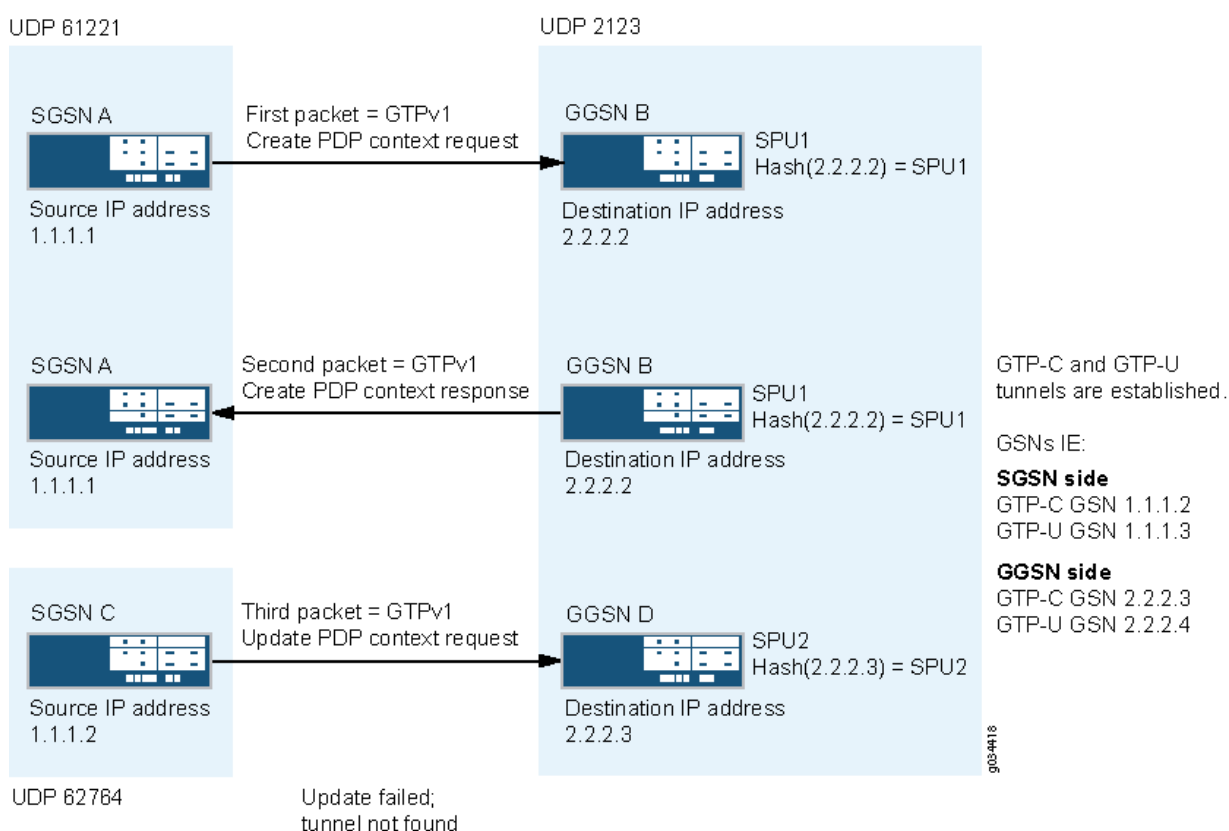 UDP 61221
UDP 2123
SGSN A
First packet = GTPv1
Create PDP context request
GGSN B
SPU1
Hash(2.2.2.2) = SPU1
Source IP address
1.1.1.1
Destination IP address
2.2.2.2
SGSN A
Second packet = GTPv1
Create PDP context response
GGSN B
SPU1
Hash(2.2.2.2) = SPU1
Source IP address
1.1.1.1
Destination IP address
2.2.2.2
GTP-C and GTP-U
tunnels are established.
GSNs IE:
SGSN side
GTP-C GSN 1.1.1.2
GTP-U GSN 1.1.1.3
GGSN side
GTP-C GSN 2.2.2.3
GTP-U GSN 2.2.2.4
SGSN C
Third packet = GTPv1
Update PDP context request
GGSN D
SPU2
Hash(2.2.2.3) = SPU2
Source IP address
1.1.1.2
Destination IP address
2.2.2.3
g034418
UDP 62764
Update failed;
tunnel not found